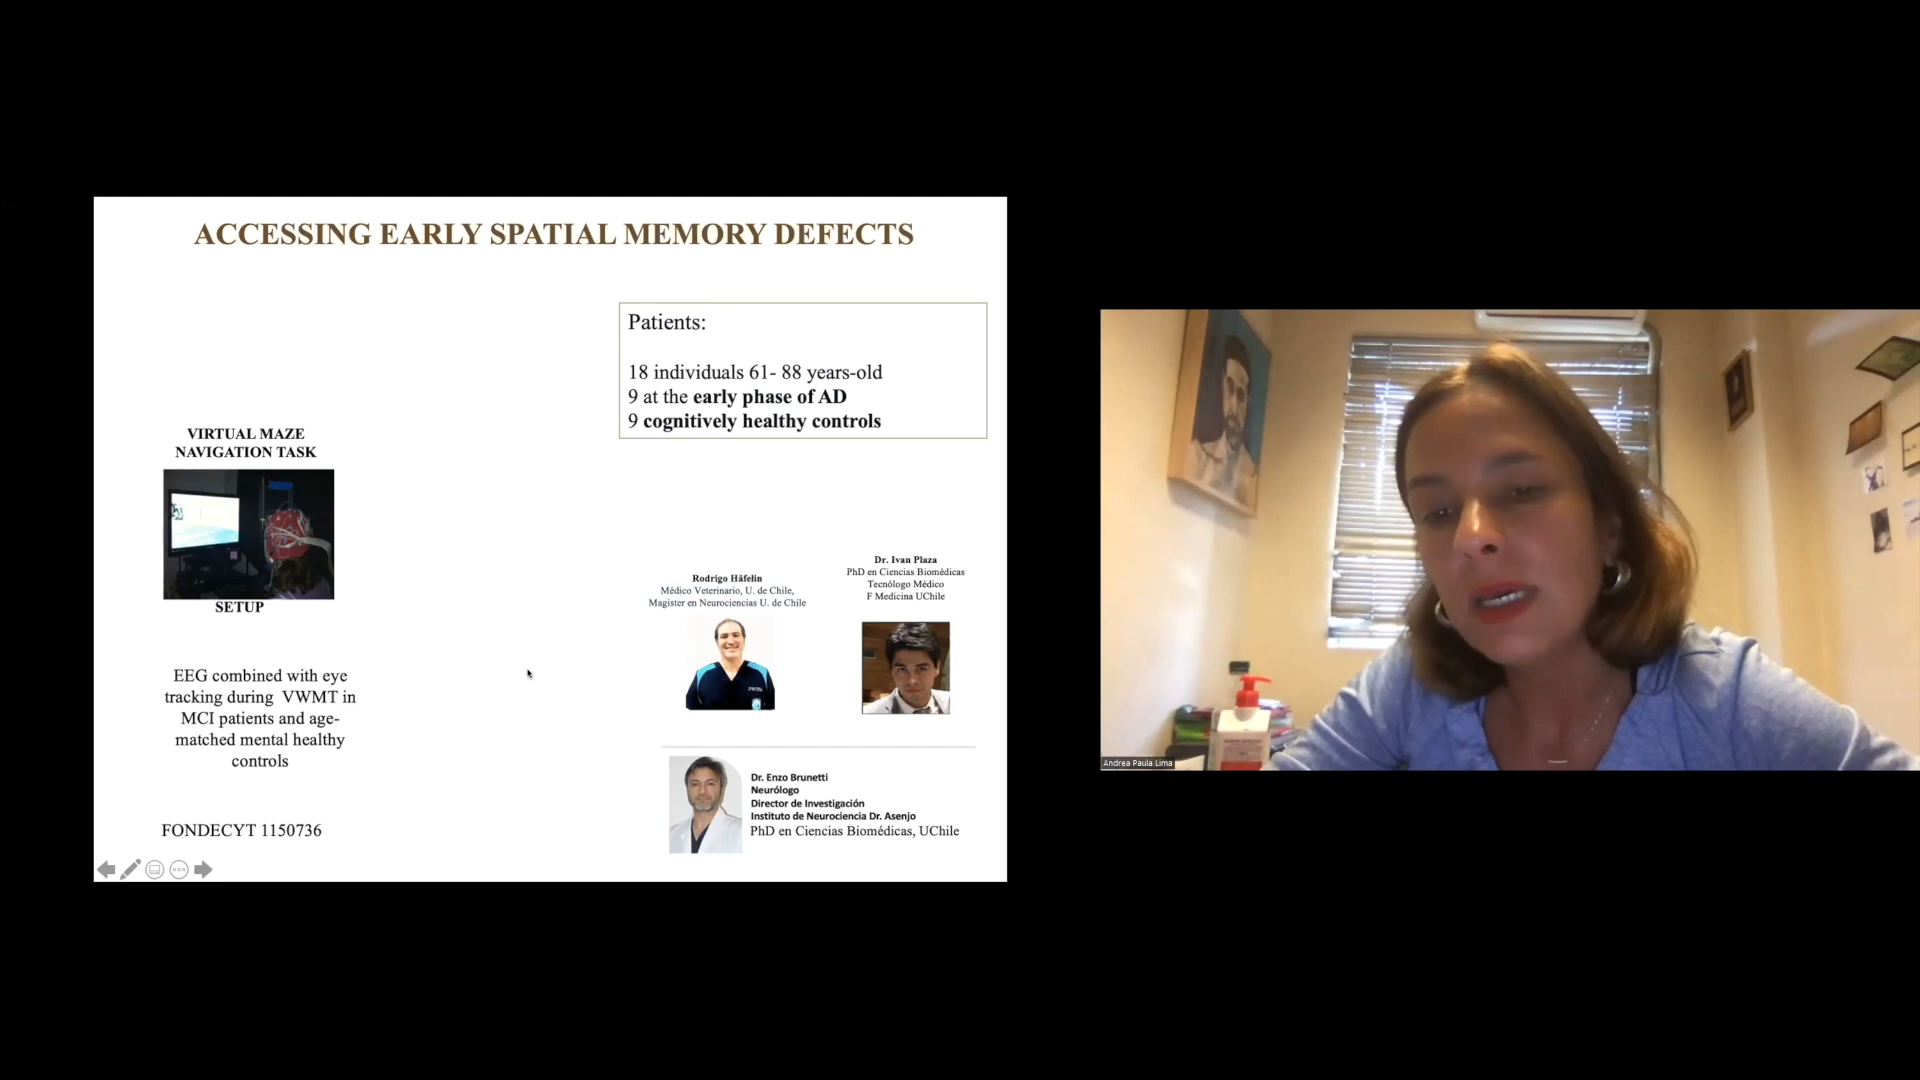 ACCESSING EARLY SPATIAL MEMORY DEFECTS
Patients:
18 individuals 61- 88 years-old
9 at the early phase of AD
9 cognitively healthy controls
VIRTUAL MAZE
NAVIGATION TASK
SETUP
EEG combined with eye
tracking during VWMT in
MCI patients and age-
matched mental healthy
controls
FONDECYT 1150736
Rodrigo Häfelin
Médico Veterinario, U. de Chile,
Magister en Neurociencias U. de Chile
Dr. Ivan Plaza
PhD en Ciencias Biomédicas
Tecnólogo Médico
F Medicina UChile
Dr. Enzo Brunetti
Neurólogo
Director de Investigación
Instituto de Neurociencia Dr. Asenjo
PhD en Ciencias Biomédicas, UChile
Andrea Paula Lima